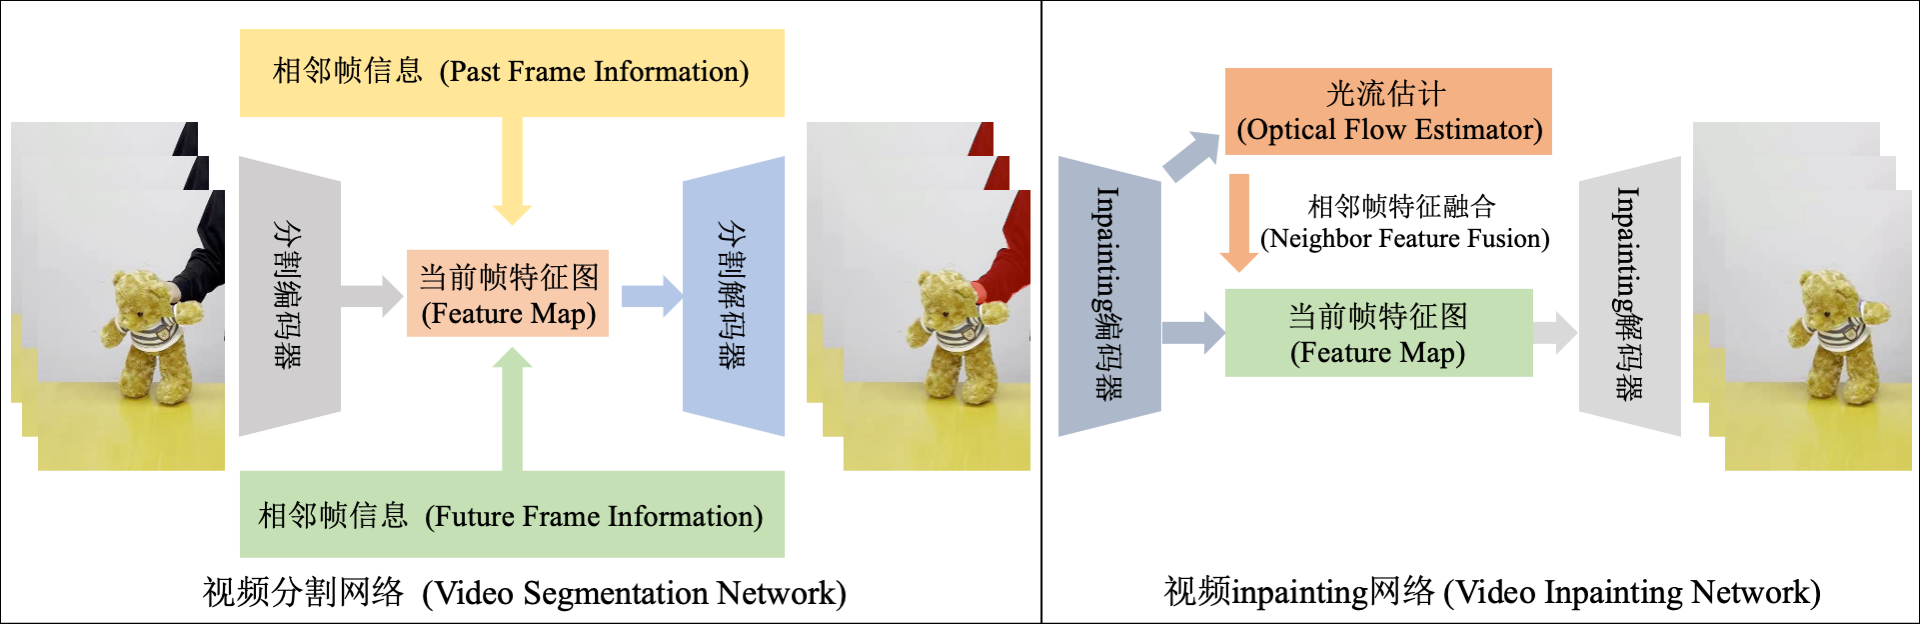 相邻帧信息 (Past Frame Information)
分割编码器
当前帧特征图
(Feature Map)
分割解码器
相邻帧信息 (Future Frame Information)
视频分割网络 (Video Segmentation Network)
光流估计
(Optical Flow Estimator)
Inpainting编码器
相邻帧特征融合
(Neighbor Feature Fusion)
当前帧特征图
(Feature Map)
Inpainting解码器
视频inpainting网络 (Video Inpainting Network)